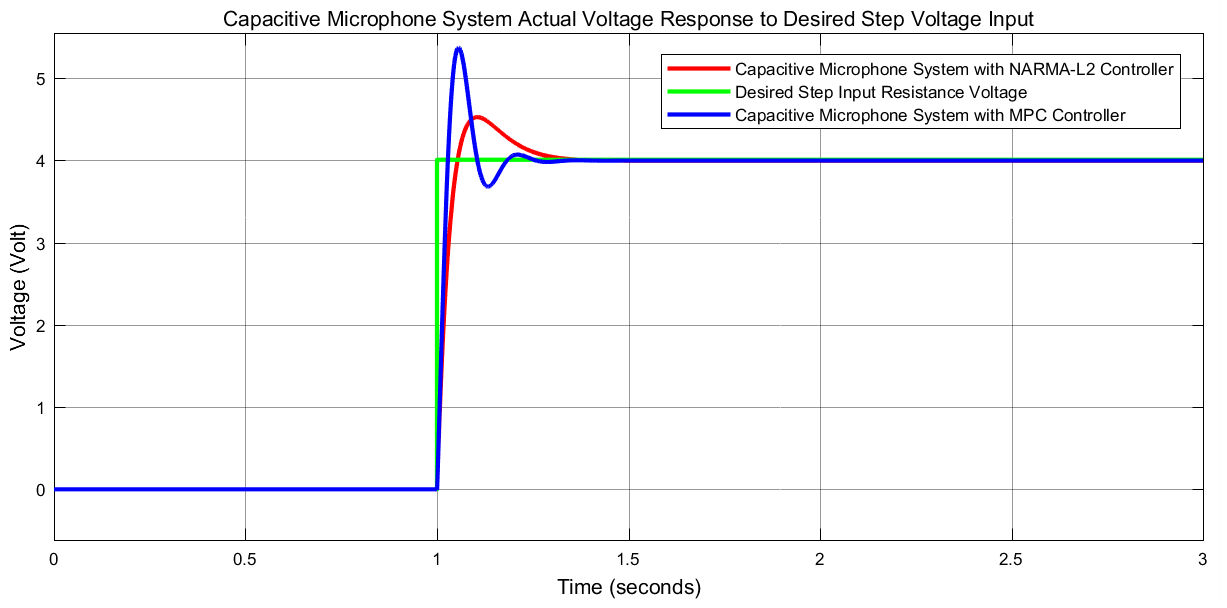 Capacitive Microphone System Actual Voltage Response to Desired Step Voltage Input
Capacitive Microphone System with NARMA-L2 Controller
Desired Step Input Resistance Voltage
Capacitive Microphone System with MPC Controller
Voltage (Volt)
5
4
3
2
1
0
0 0.5 1 1.5 2 2.5 3
Time (seconds)